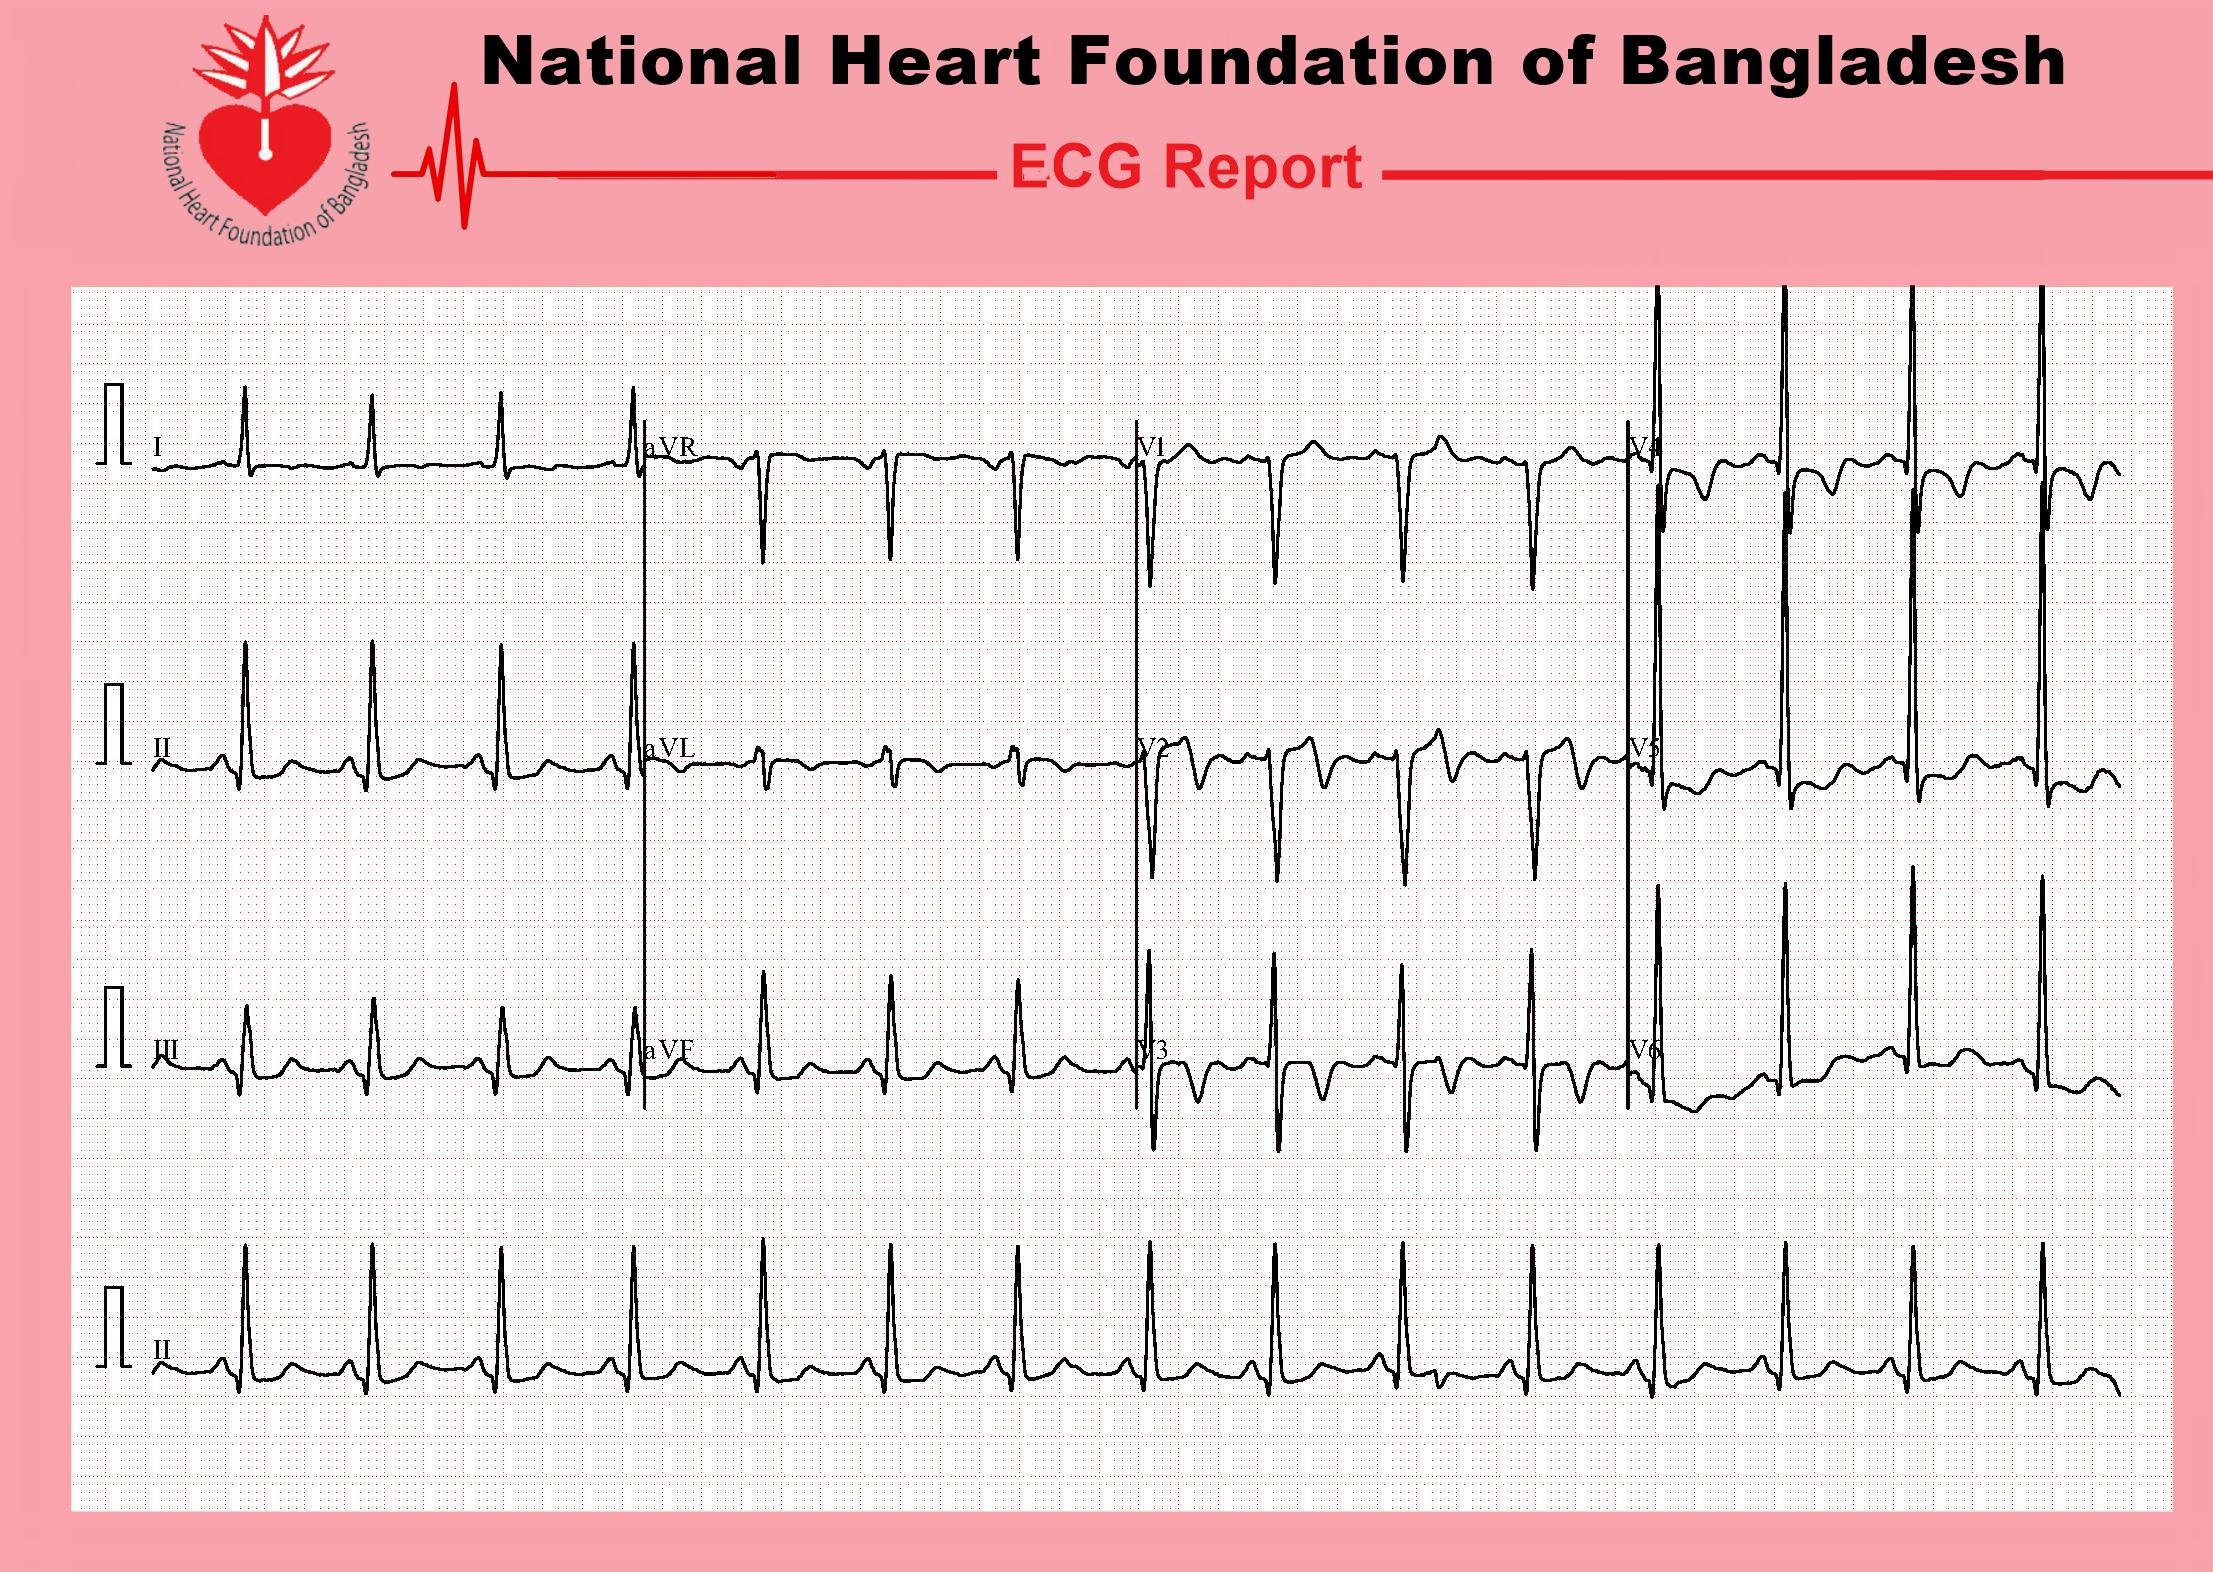 National Heart Foundation of Bangladesh
National Heart Foundation of Bangladesh
ECG Report
I aVR V1 V4
II aVL V2 V5
III aVF V3 V6
II